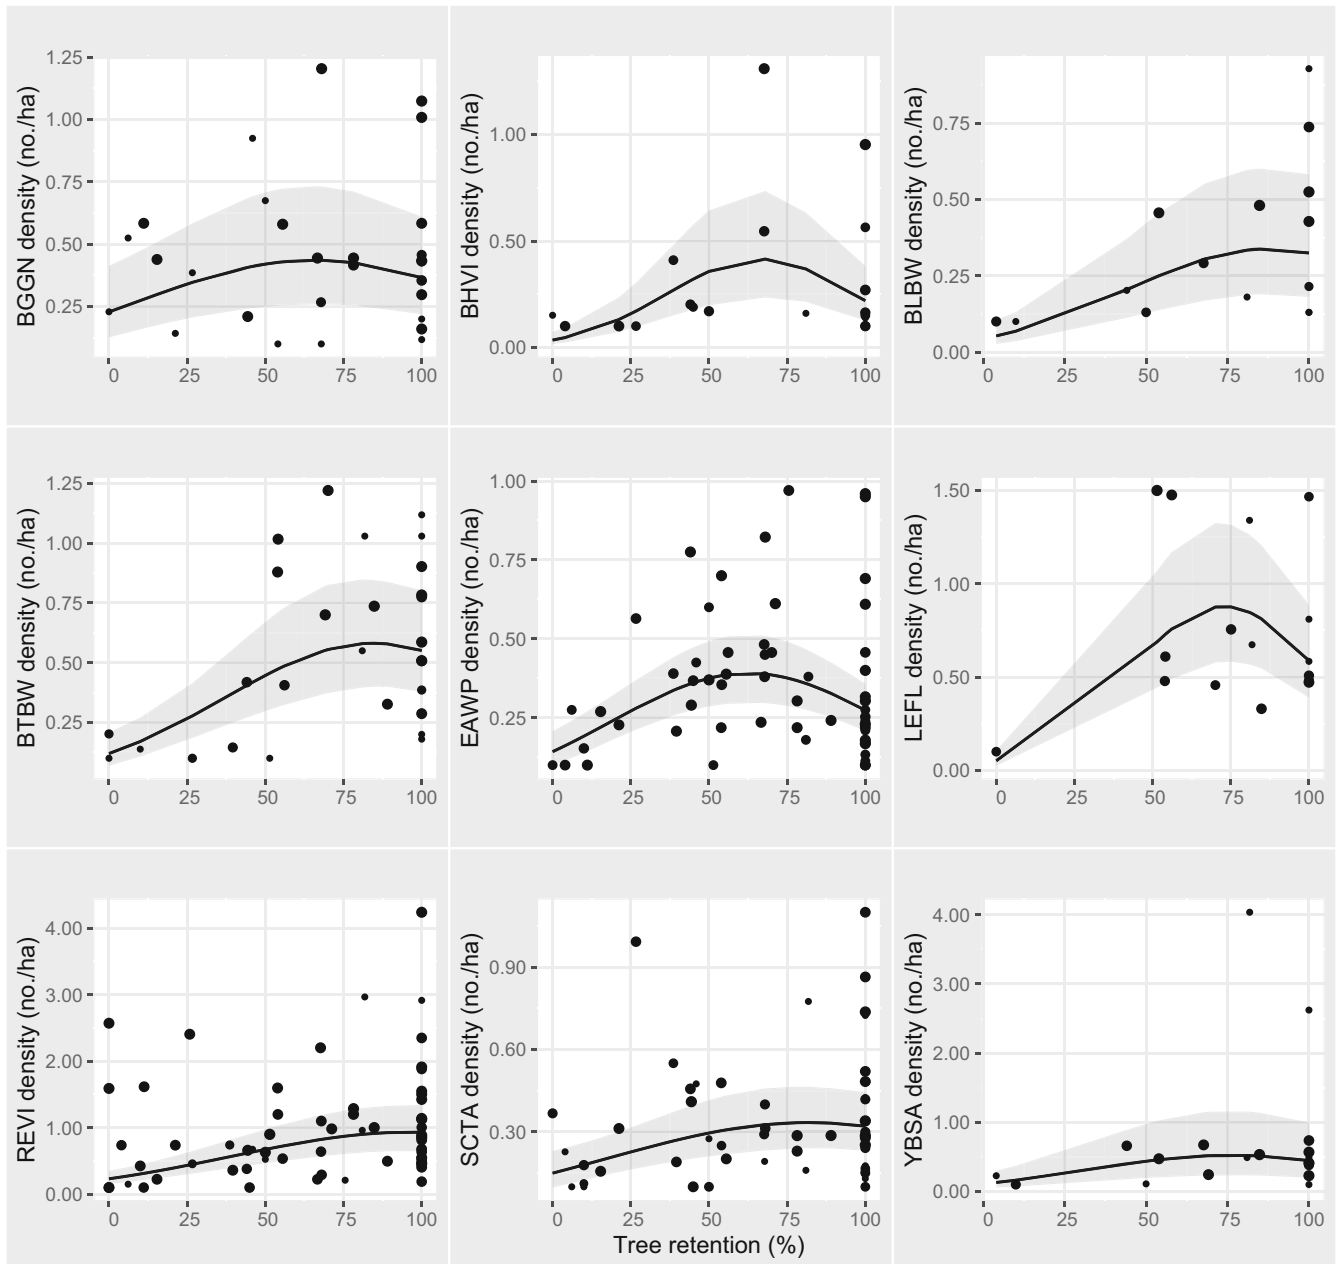 BGGN density (no./ha)
1.25
1.00
0.75
0.50
0.25
0 25 50 75 100
BHVI density (no./ha)
1.00
0.50
0.00
0 25 50 75 100
BLBW density (no./ha)
0.75
0.50
0.25
0.00
0 25 50 75 100
BTBW density (no./ha)
1.25
1.00
0.75
0.50
0.25
0 25 50 75 100
EAWP density (no./ha)
1.00
0.75
0.50
0.25
0 25 50 75 100
LEFL density (no./ha)
1.50
1.00
0.50
0.00
0 25 50 75 100
REVI density (no./ha)
4.00
3.00
2.00
1.00
0.00
0 25 50 75 100
SCTA density (no./ha)
0.90
0.60
0.30
0 25 50 75 100
YBSA density (no./ha)
4.00
3.00
2.00
1.00
0.00
0 25 50 75 100
Tree retention (%)